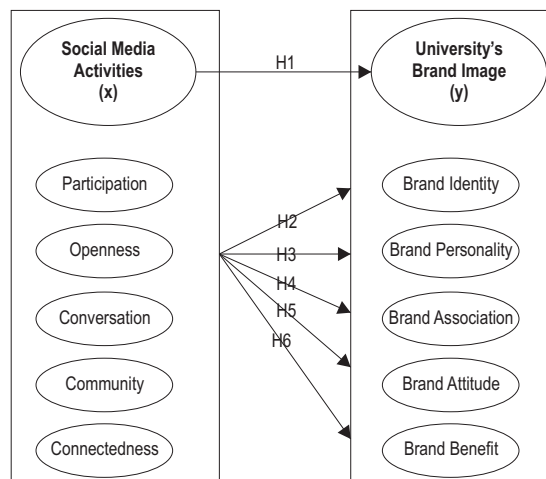 Social Media
Activities
(x)
H1
University's
Brand Image
(y)
Participation
Openness
Conversation
Community
Connectedness
H2
H3
H4
H5
H6
Brand Identity
Brand Personality
Brand Association
Brand Attitude
Brand Benefit